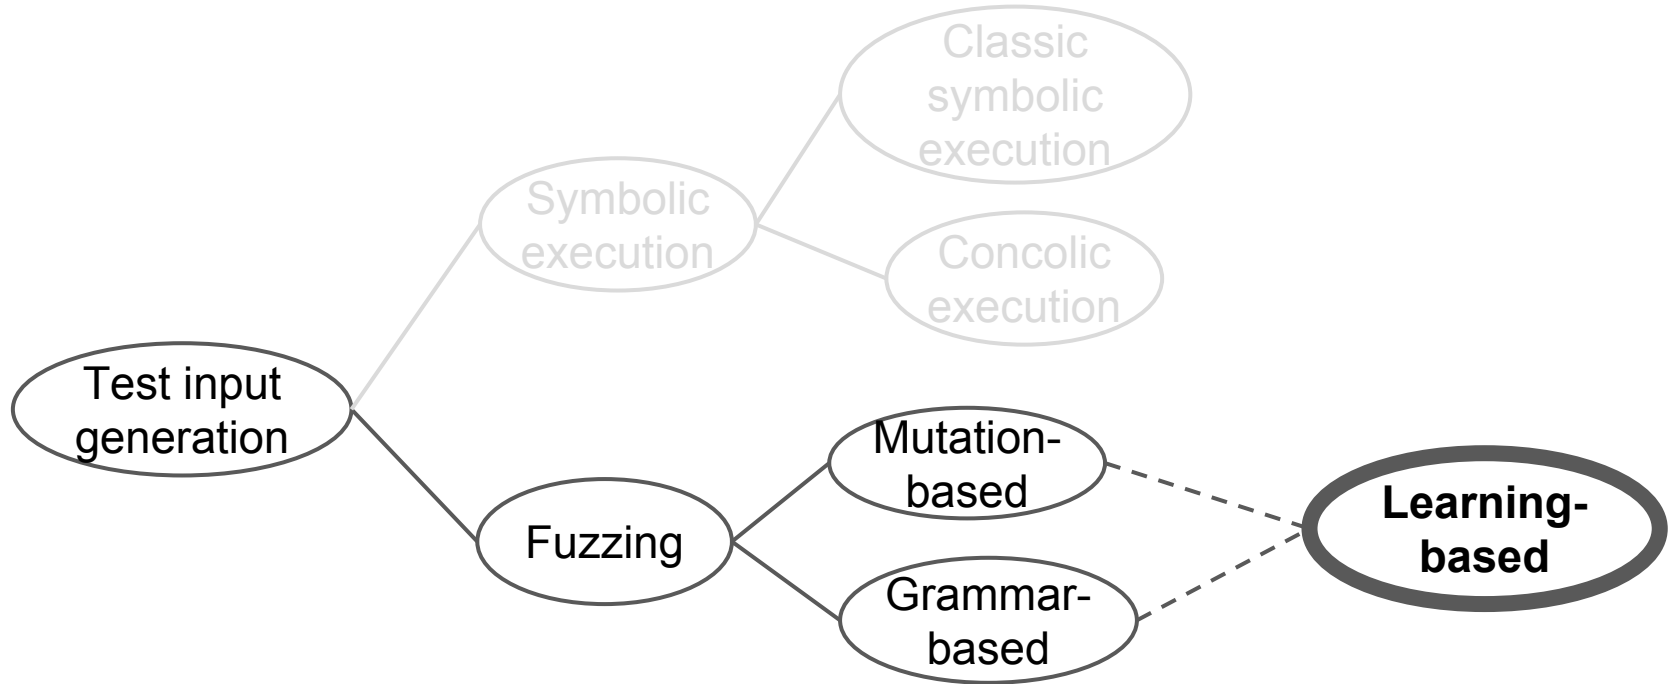 Classic
symbolic
execution
Symbolic
execution
Concolic
execution
Test input
generation
Mutation-
based
Fuzzing
Grammar-
based
Learning-
based